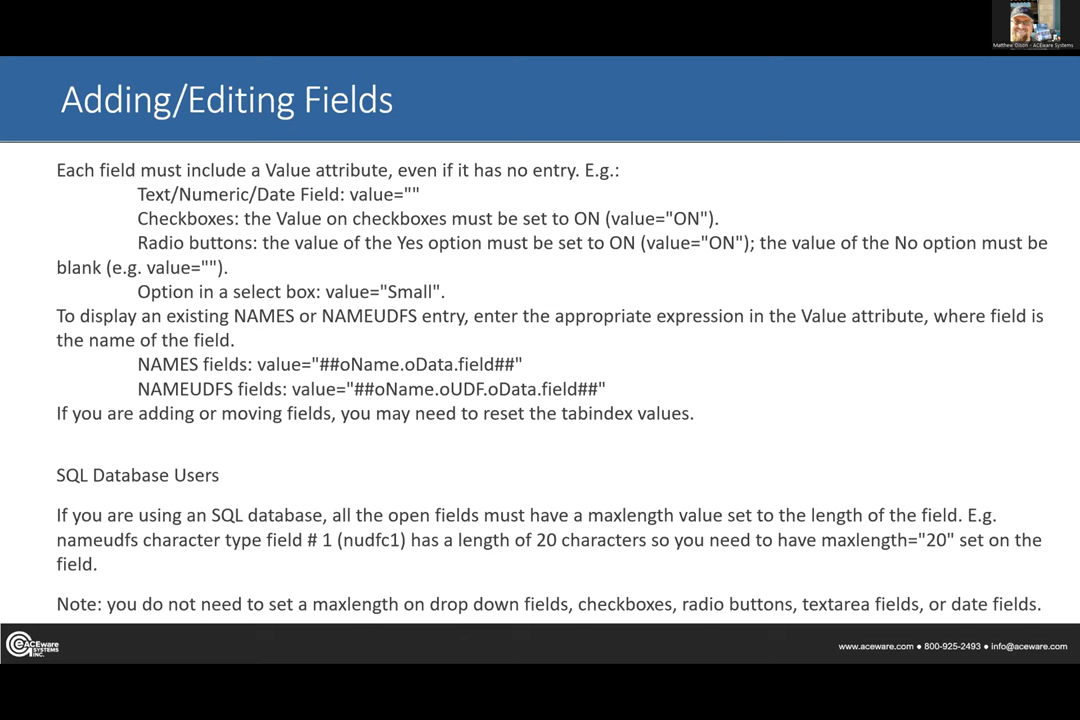 Matthew Olson - ACEware Systems
Adding/Editing Fields
Each field must include a Value attribute, even if it has no entry. E.g.:
Text/Numeric/Date Field: value=""
Checkboxes: the Value on checkboxes must be set to ON (value="ON").
Radio buttons: the value of the Yes option must be set to ON (value="ON"); the value of the No option must be
blank (e.g. value="").
Option in a select box: value="Small".
To display an existing NAMES or NAMEUDFS entry, enter the appropriate expression in the Value attribute, where field is
the name of the field.
NAMES fields: value="##oName.oData.field##"
NAMEUDFS fields: value="##oName.oUDF.oData.field##"
If you are adding or moving fields, you may need to reset the tabindex values.
SQL Database Users
If you are using an SQL database, all the open fields must have a maxlength value set to the length of the field. E.g.
nameudfs character type field # 1 (nudfc1) has a length of 20 characters so you need to have maxlength="20" set on the
field.
Note: you do not need to set a maxlength on drop down fields, checkboxes, radio buttons, textarea fields, or date fields.
ACEware
SYSTEMS
INC.
www.aceware.com ● 800-925-2493 ● info@aceware.com